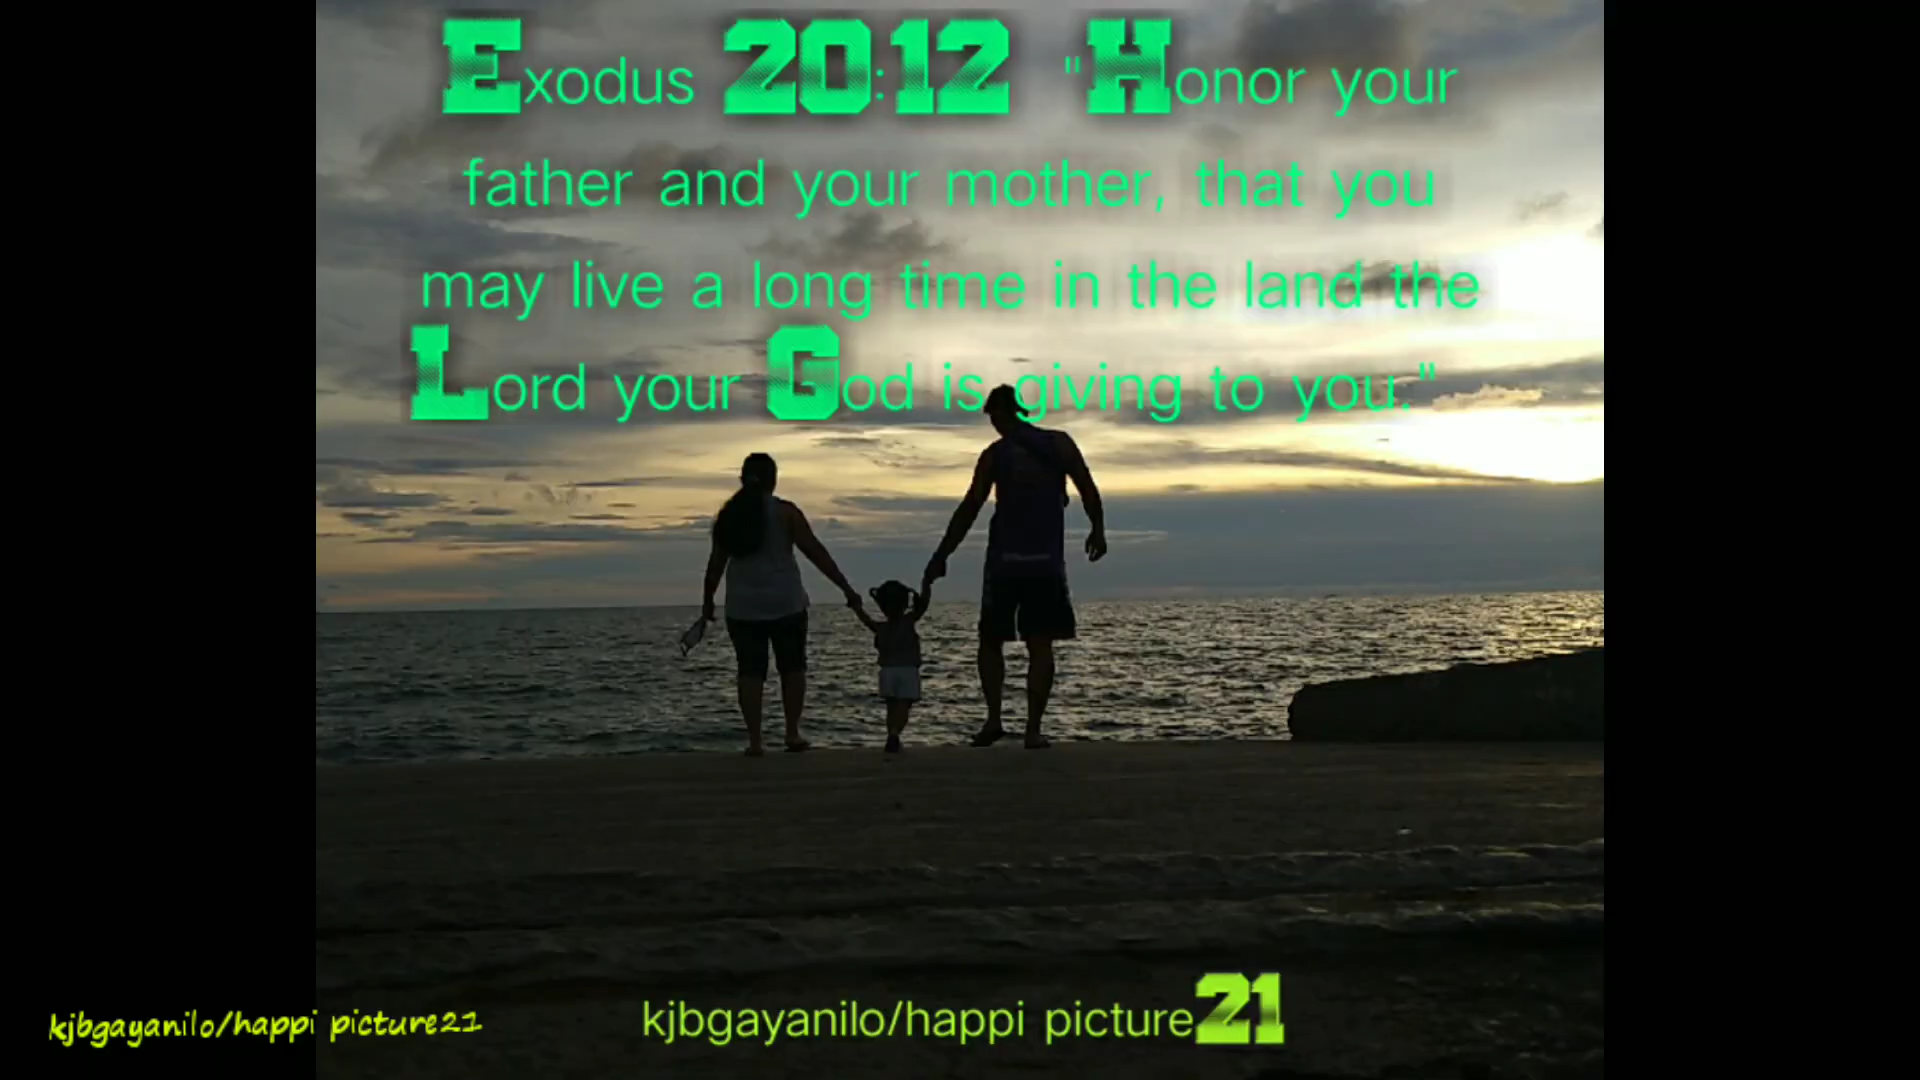 Exodus 20:12 "Honor your
father and your mother, that you
may live a long time in the land the
Lord your God is giving to you."
kjbgayanilo/happi picture21
kjbgayanilo/happi picture21